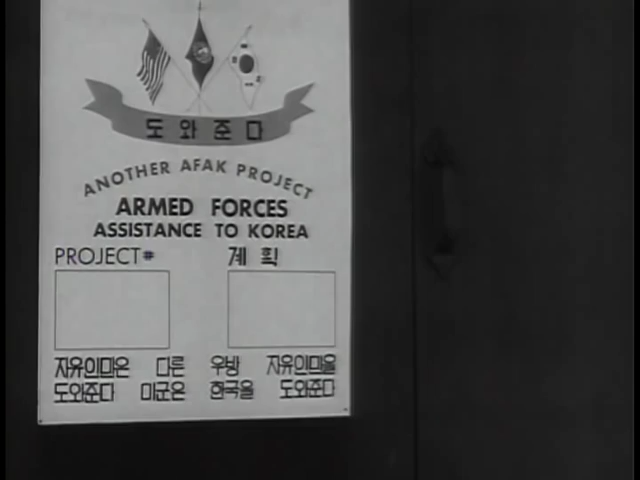 도와준다
ANOTHER AFAK PROJECT
ARMED FORCES
ASSISTANCE TO KOREA
PROJECT# 계획
자유인마은 다른 우방 자유인마을
도와준다 미군은 한국을 도와준다